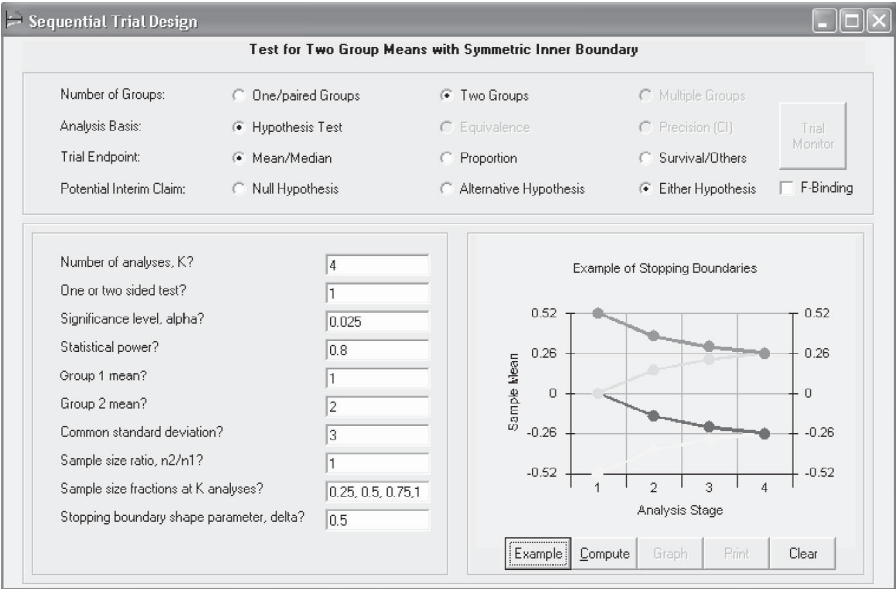 Sequential Trial Design
Test for Two Group Means with Symmetric Inner Boundary
Number of Groups: One/paired Groups Two Groups Multiple Groups
Analysis Basis: Hypothesis Test Equivalence Precision (CI)
Trial Monitor
Trial Endpoint: Mean/Median Proportion Survival/Others
Potential Interim Claim: Null Hypothesis Alternative Hypothesis Either Hypothesis F-Binding
Number of analyses, K? 4
One or two sided test? 1
Significance level, alpha? 0.025
Statistical power? 0.8
Group 1 mean? 1
Group 2 mean? 2
Common standard deviation? 3
Sample size ratio, n2/n1? 1
Sample size fractions at K analyses? 0.25, 0.5, 0.75,1
Stopping boundary shape parameter, delta? 0.5
Example of Stopping Boundaries
0.52 0.52
0.26 0.26
0 0
-0.26 -0.26
-0.52 -0.52
Sample Mean
1 2 3 4
Analysis Stage
Example Compute Graph Print Clear